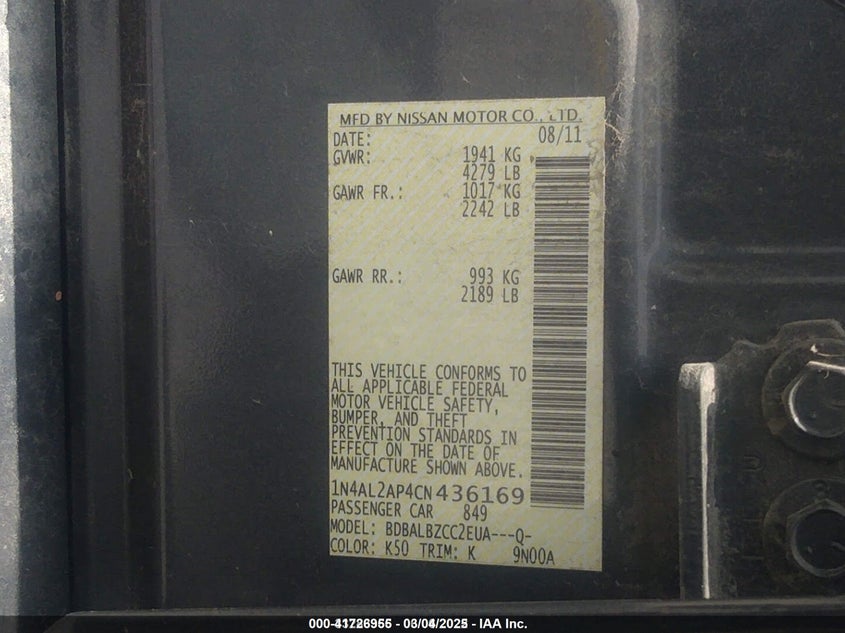 MFD BY NISSAN MOTOR CO., LTD.
DATE: 08/11
GVWR: 1941 KG
4279 LB
GAWR FR.: 1017 KG
2242 LB
GAWR RR.: 993 KG
2189 LB
THIS VEHICLE CONFORMS TO
ALL APPLICABLE FEDERAL
MOTOR VEHICLE SAFETY,
BUMPER, AND THEFT
PREVENTION STANDARDS IN
EFFECT ON THE DATE OF
MANUFACTURE SHOWN ABOVE.
1N4AL2AP4CN436169
PASSENGER CAR 849
MODEL: BDBALBZCC2EUA---Q-
COLOR: K50 TRIM: K 9N00A
- IAA Inc.